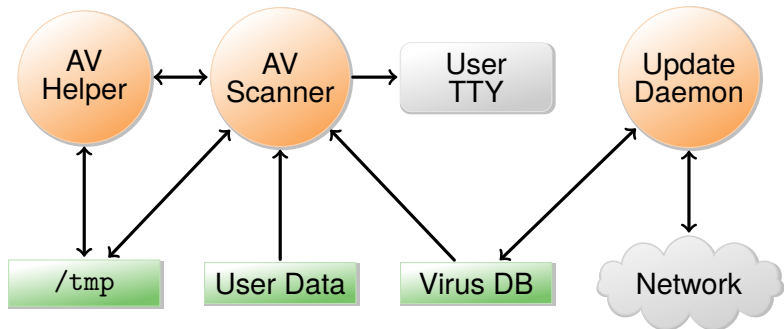 AV
Helper
AV
Scanner
User
TTY
Update
Daemon
/tmp
User Data
Virus DB
Network